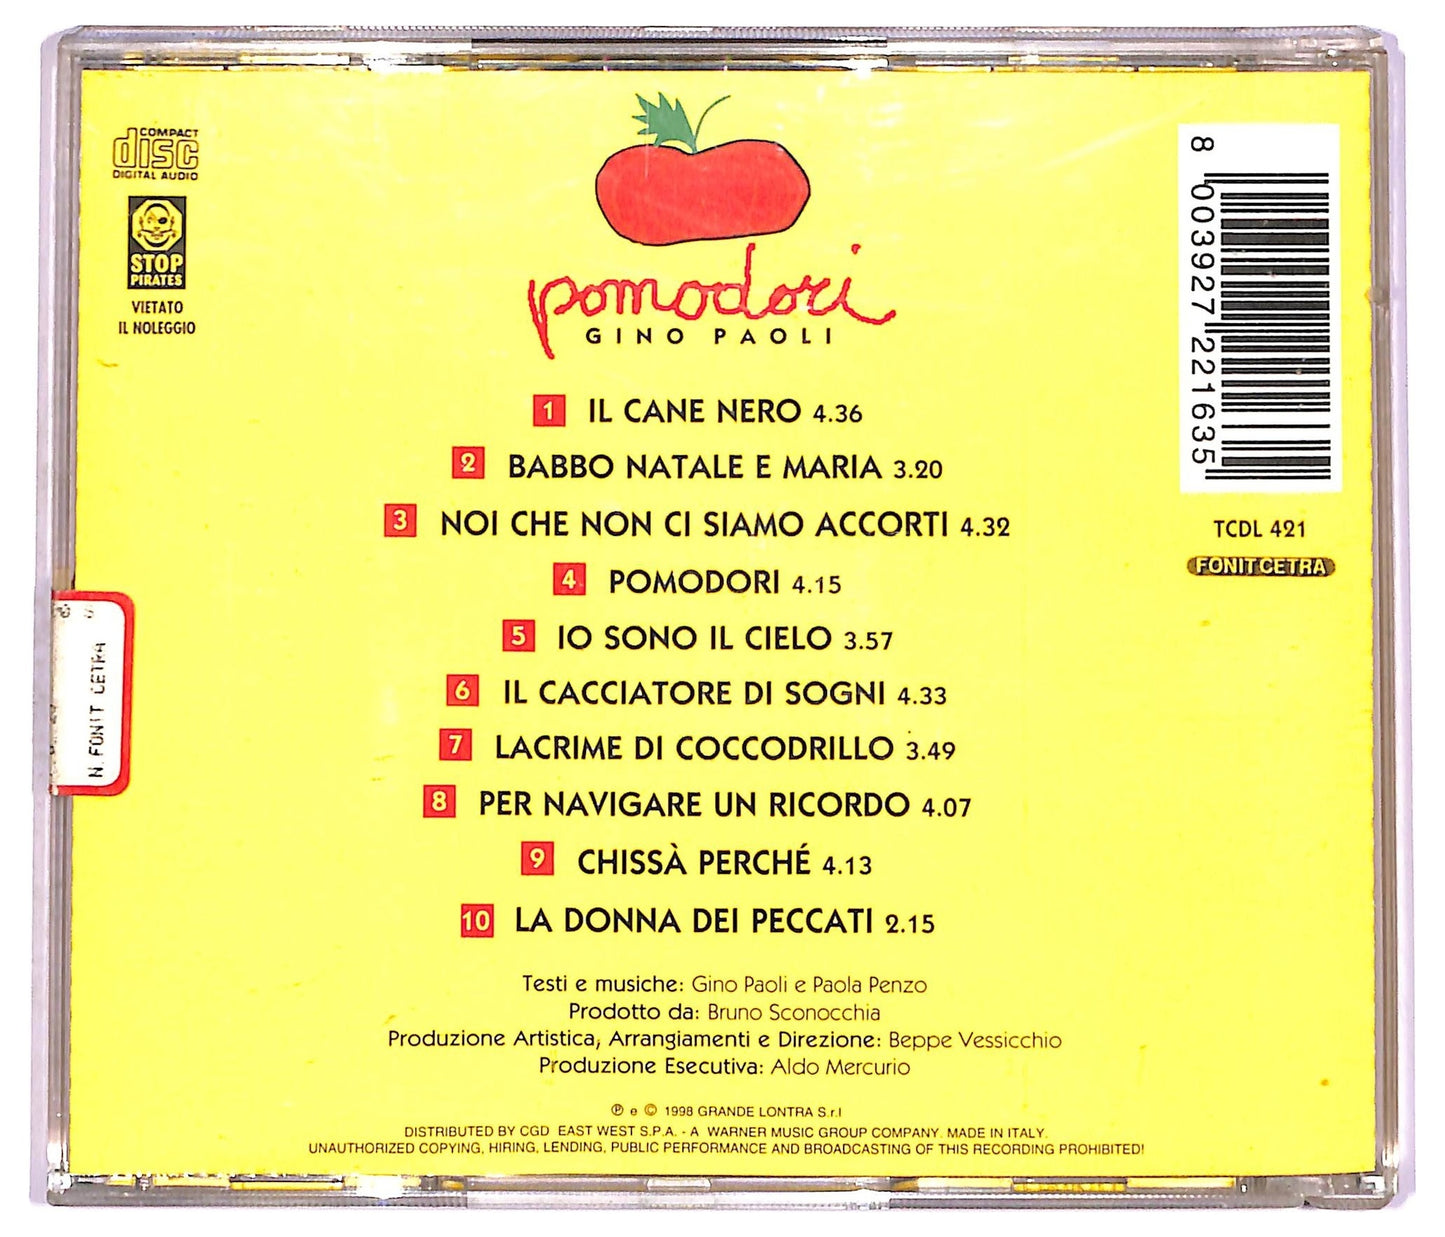 COMPACT
disc
DIGITAL AUDIO
STOP
PIRATES
VIETATO
IL NOLEGGIO
pomodori
GINO PAOLI
1 IL CANE NERO 4.36
2 BABBO NATALE E MARIA 3.20
3 NOI CHE NON CI SIAMO ACCORTI 4.32
4 POMODORI 4.15
5 IO SONO IL CIELO 3.57
6 IL CACCIATORE DI SOGNI 4.33
7 LACRIME DI COCCODRILLO 3.49
8 PER NAVIGARE UN RICORDO 4.07
9 CHISSÀ PERCHÉ 4.13
10 LA DONNA DEI PECCATI 2.15
Testi e musiche: Gino Paoli e Paola Penzo
Prodotto da: Bruno Sconocchia
Produzione Artistica, Arrangiamenti e Direzione: Beppe Vessicchio
Produzione Esecutiva: Aldo Mercurio
℗ e © 1998 GRANDE LONTRA S.r.l
DISTRIBUTED BY CGD EAST WEST S.P.A. - A WARNER MUSIC GROUP COMPANY. MADE IN ITALY.
UNAUTHORIZED COPYING, HIRING, LENDING, PUBLIC PERFORMANCE AND BROADCASTING OF THIS RECORDING PROHIBITED!
8 003927 221635
TCDL 421
FONIT CETRA
N. FONIT CETRA